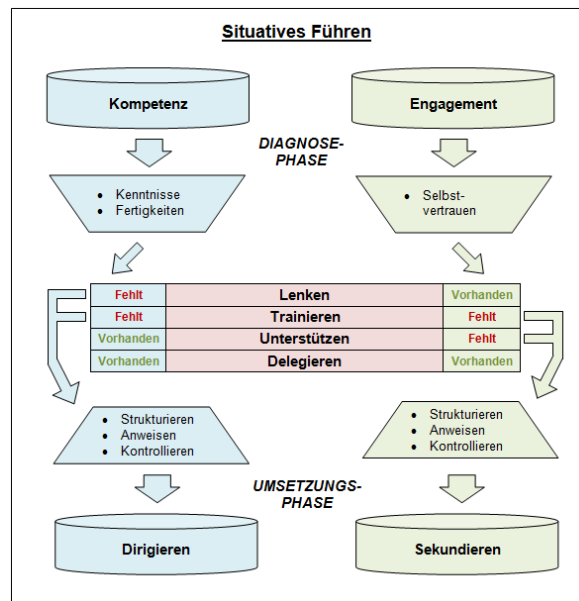 Situatives Führen
Kompetenz
Engagement
DIAGNOSE-
PHASE
• Kenntnisse
• Fertigkeiten
• Selbst-
vertrauen
Fehlt Lenken Vorhanden
Fehlt Trainieren Fehlt
Vorhanden Unterstützen Fehlt
Vorhanden Delegieren Vorhanden
• Strukturieren
• Anweisen
• Kontrollieren
• Strukturieren
• Anweisen
• Kontrollieren
UMSETZUNGS-
PHASE
Dirigieren
Sekundieren